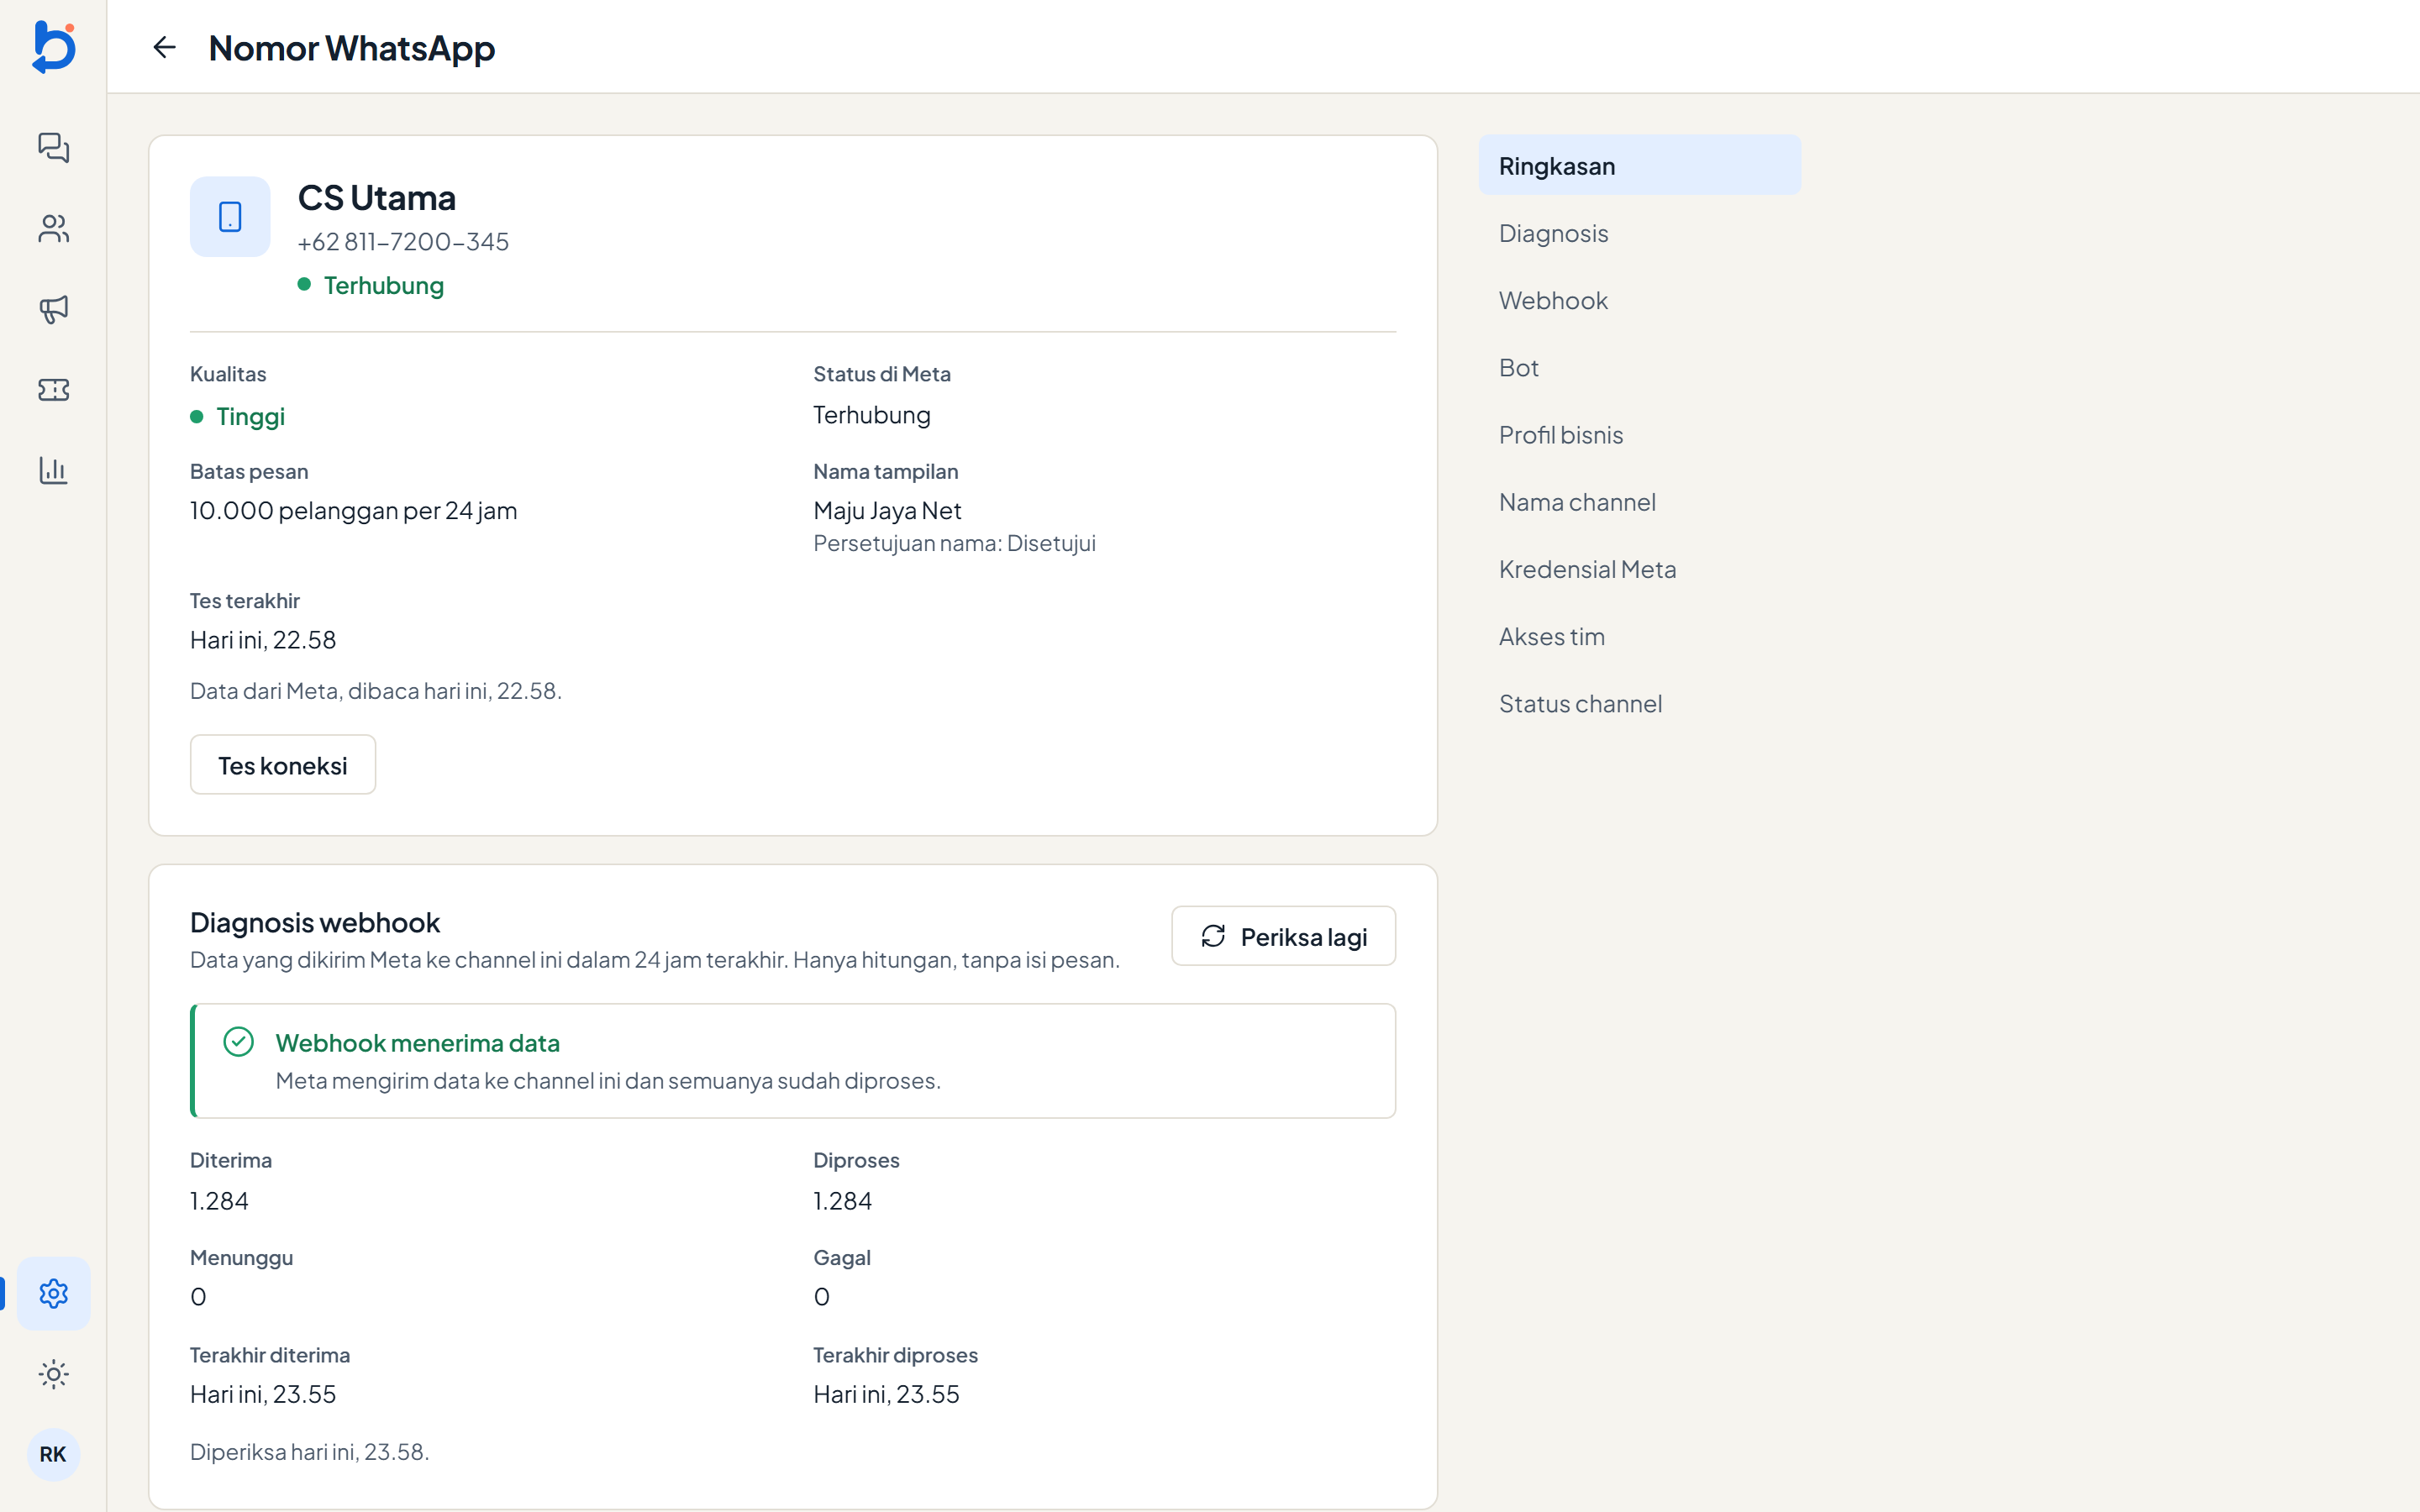 Nomor WhatsApp
CS Utama
+62 811-7200-345
Terhubung
Kualitas
Tinggi
Status di Meta
Terhubung
Batas pesan
10.000 pelanggan per 24 jam
Nama tampilan
Maju Jaya Net
Persetujuan nama: Disetujui
Tes terakhir
Hari ini, 22.58
Data dari Meta, dibaca hari ini, 22.58.
Tes koneksi
Diagnosis webhook
Data yang dikirim Meta ke channel ini dalam 24 jam terakhir. Hanya hitungan, tanpa isi pesan.
Periksa lagi
Webhook menerima data
Meta mengirim data ke channel ini dan semuanya sudah diproses.
Diterima
1.284
Diproses
1.284
Menunggu
0
Gagal
0
Terakhir diterima
Hari ini, 23.55
Terakhir diproses
Hari ini, 23.55
Diperiksa hari ini, 23.58.
Ringkasan
Diagnosis
Webhook
Bot
Profil bisnis
Nama channel
Kredensial Meta
Akses tim
Status channel
RK